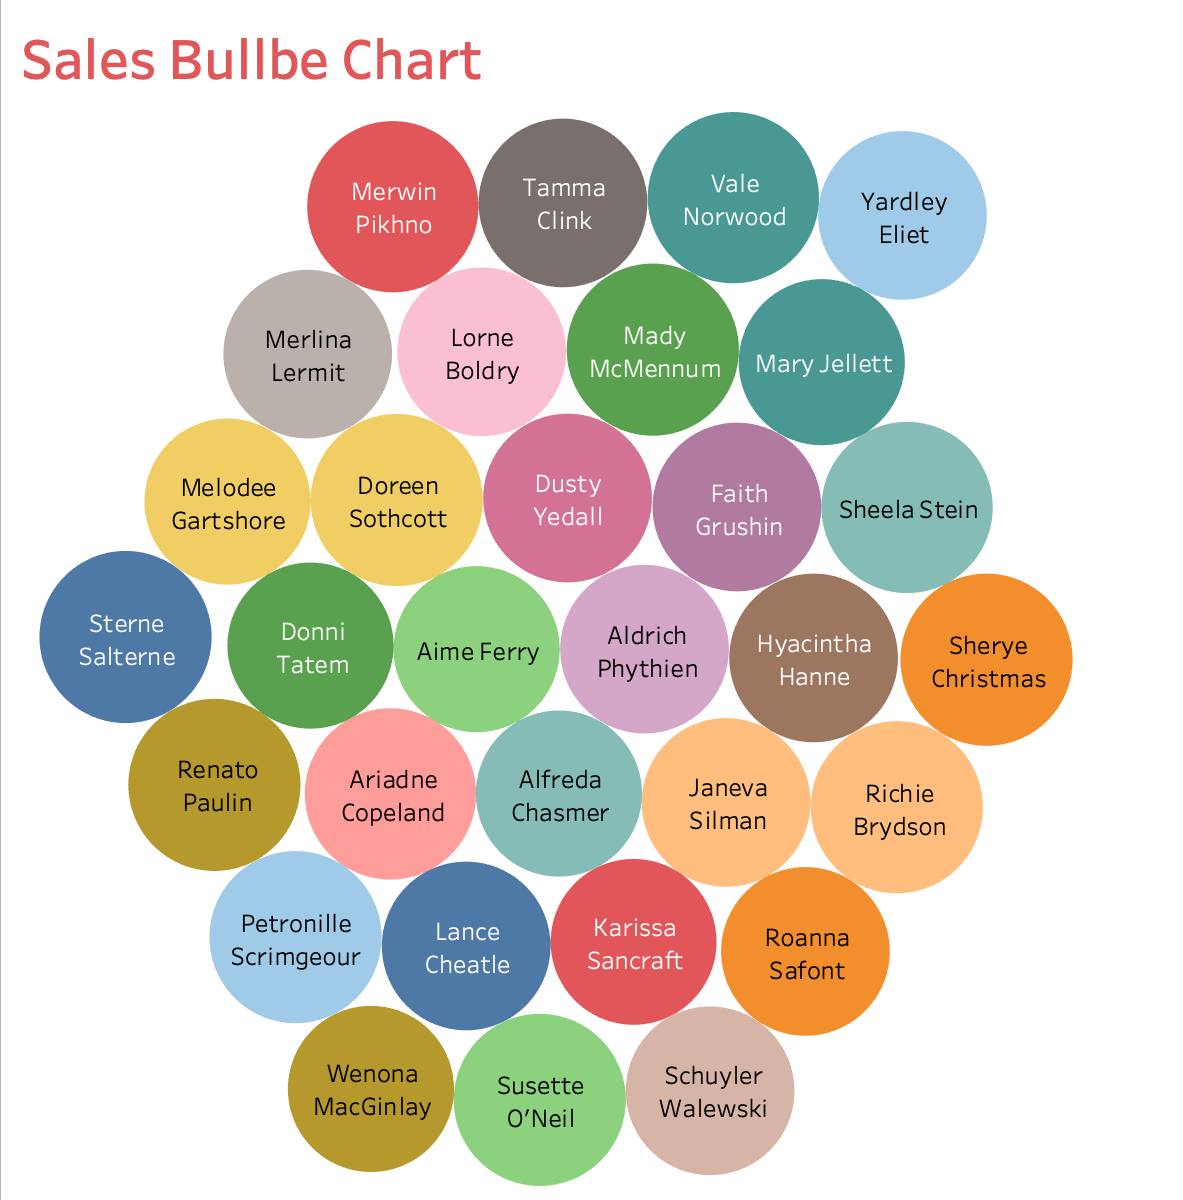 Sales Bullbe Chart
Merwin
Pikhno
Tamma
Clink
Vale
Norwood
Yardley
Eliet
Merlina
Lermit
Lorne
Boldry
Mady
McMennum
Mary Jellett
Melodee
Gartshore
Doreen
Sothcott
Dusty
Yedall
Faith
Grushin
Sheela Stein
Sterne
Salterne
Donni
Tatem
Aime Ferry
Aldrich
Phythien
Hyacintha
Hanne
Sherye
Christmas
Renato
Paulin
Ariadne
Copeland
Alfreda
Chasmer
Janeva
Silman
Richie
Brydson
Petronille
Scrimgeour
Lance
Cheatle
Karissa
Sancraft
Roanna
Safont
Wenona
MacGinlay
Susette
O’Neil
Schuyler
Walewski